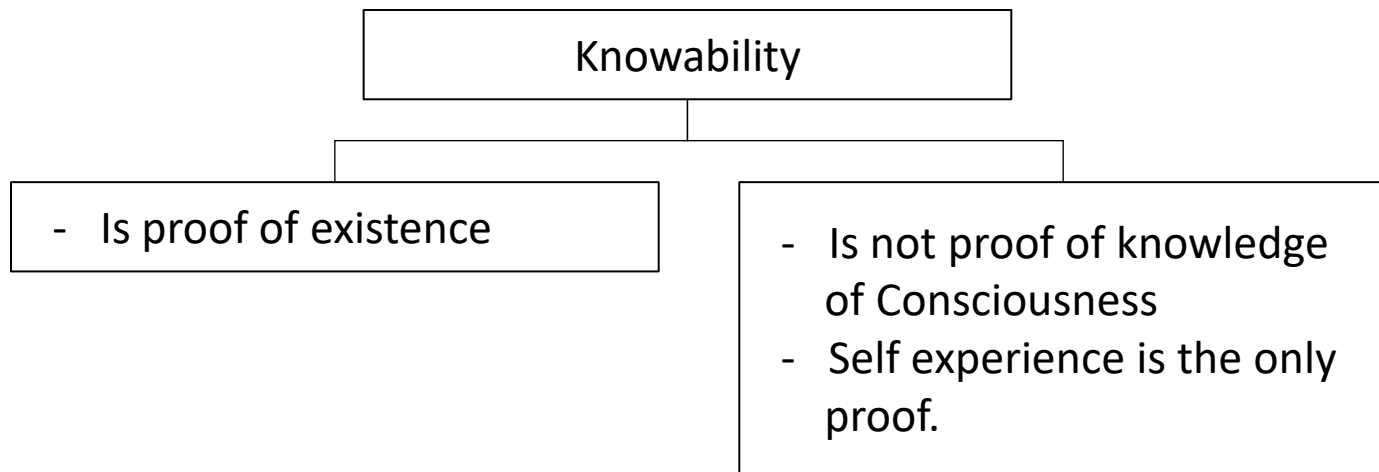 Knowability
- Is proof of existence
- Is not proof of knowledge
of Consciousness
- Self experience is the only
proof.